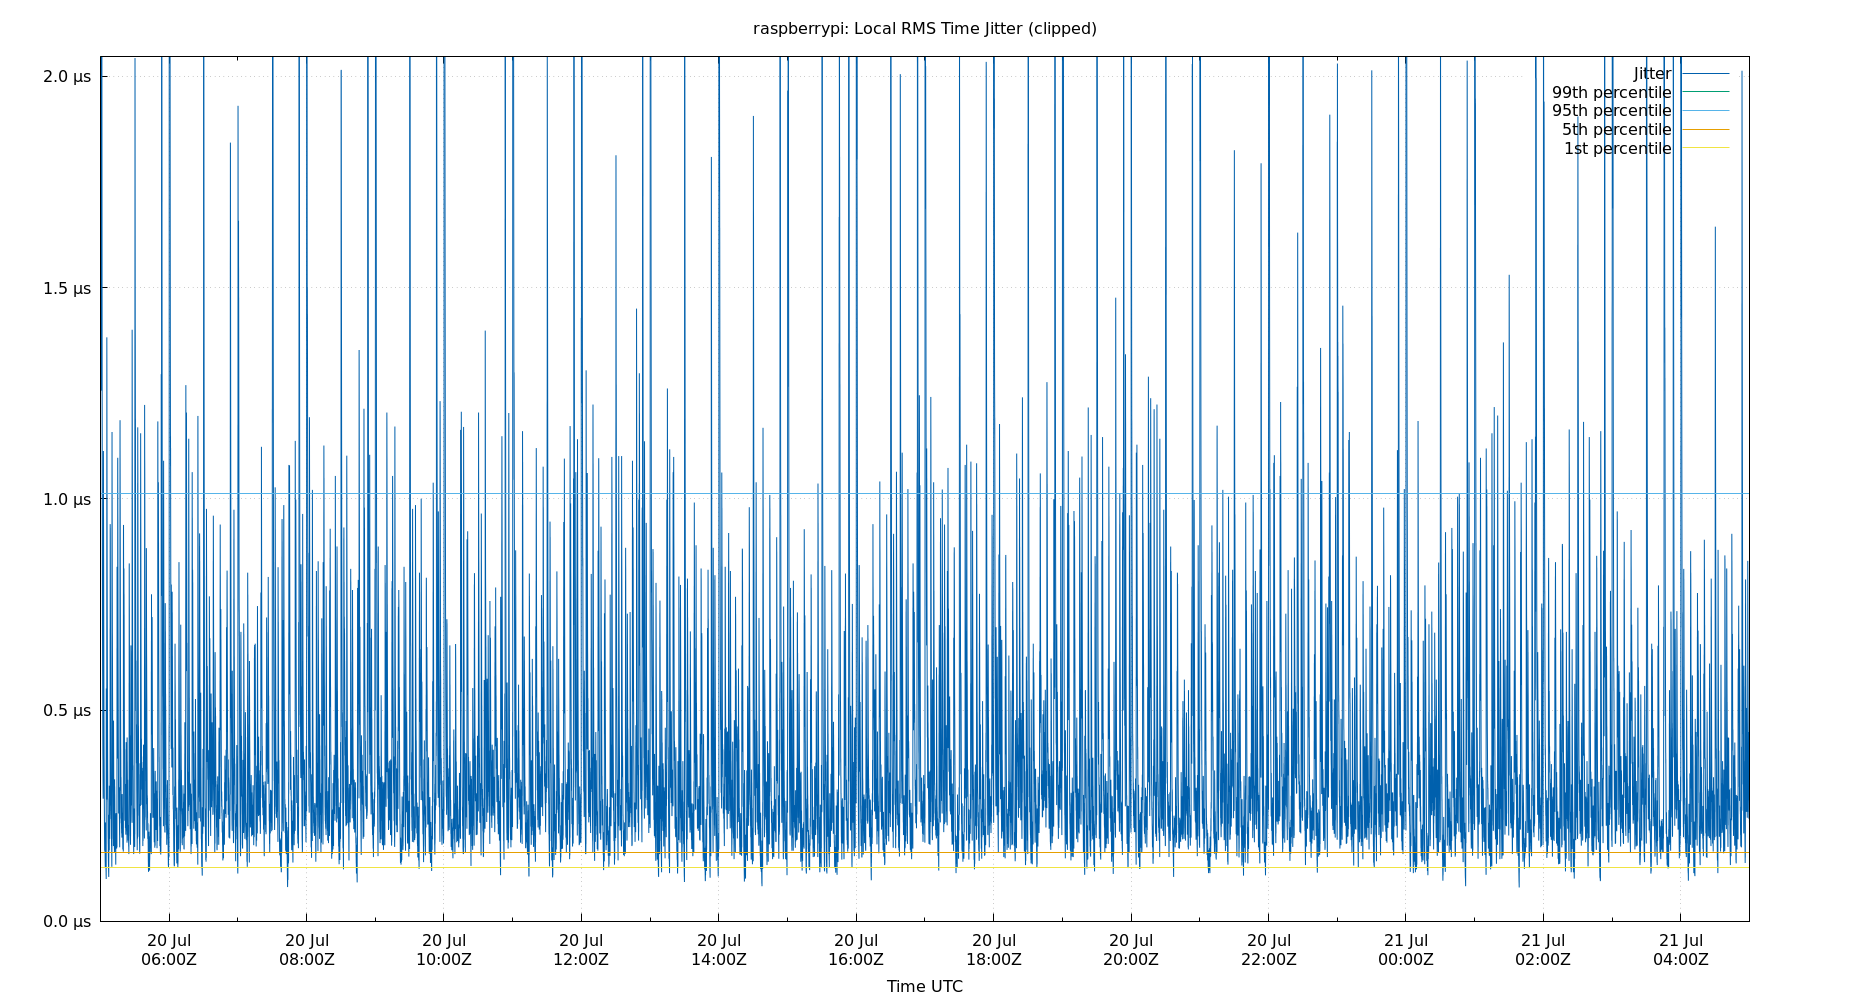 raspberrypi: Local RMS Time Jitter (clipped)
2.0 μs
1.5 μs
1.0 μs
0.5 μs
0.0 μs
Jitter
99th percentile
95th percentile
5th percentile
1st percentile
20 Jul 20 Jul 20 Jul 20 Jul 20 Jul 20 Jul 20 Jul 20 Jul 20 Jul 21 Jul 21 Jul 21 Jul
06:00Z 08:00Z 10:00Z 12:00Z 14:00Z 16:00Z 18:00Z 20:00Z 22:00Z 00:00Z 02:00Z 04:00Z
Time UTC